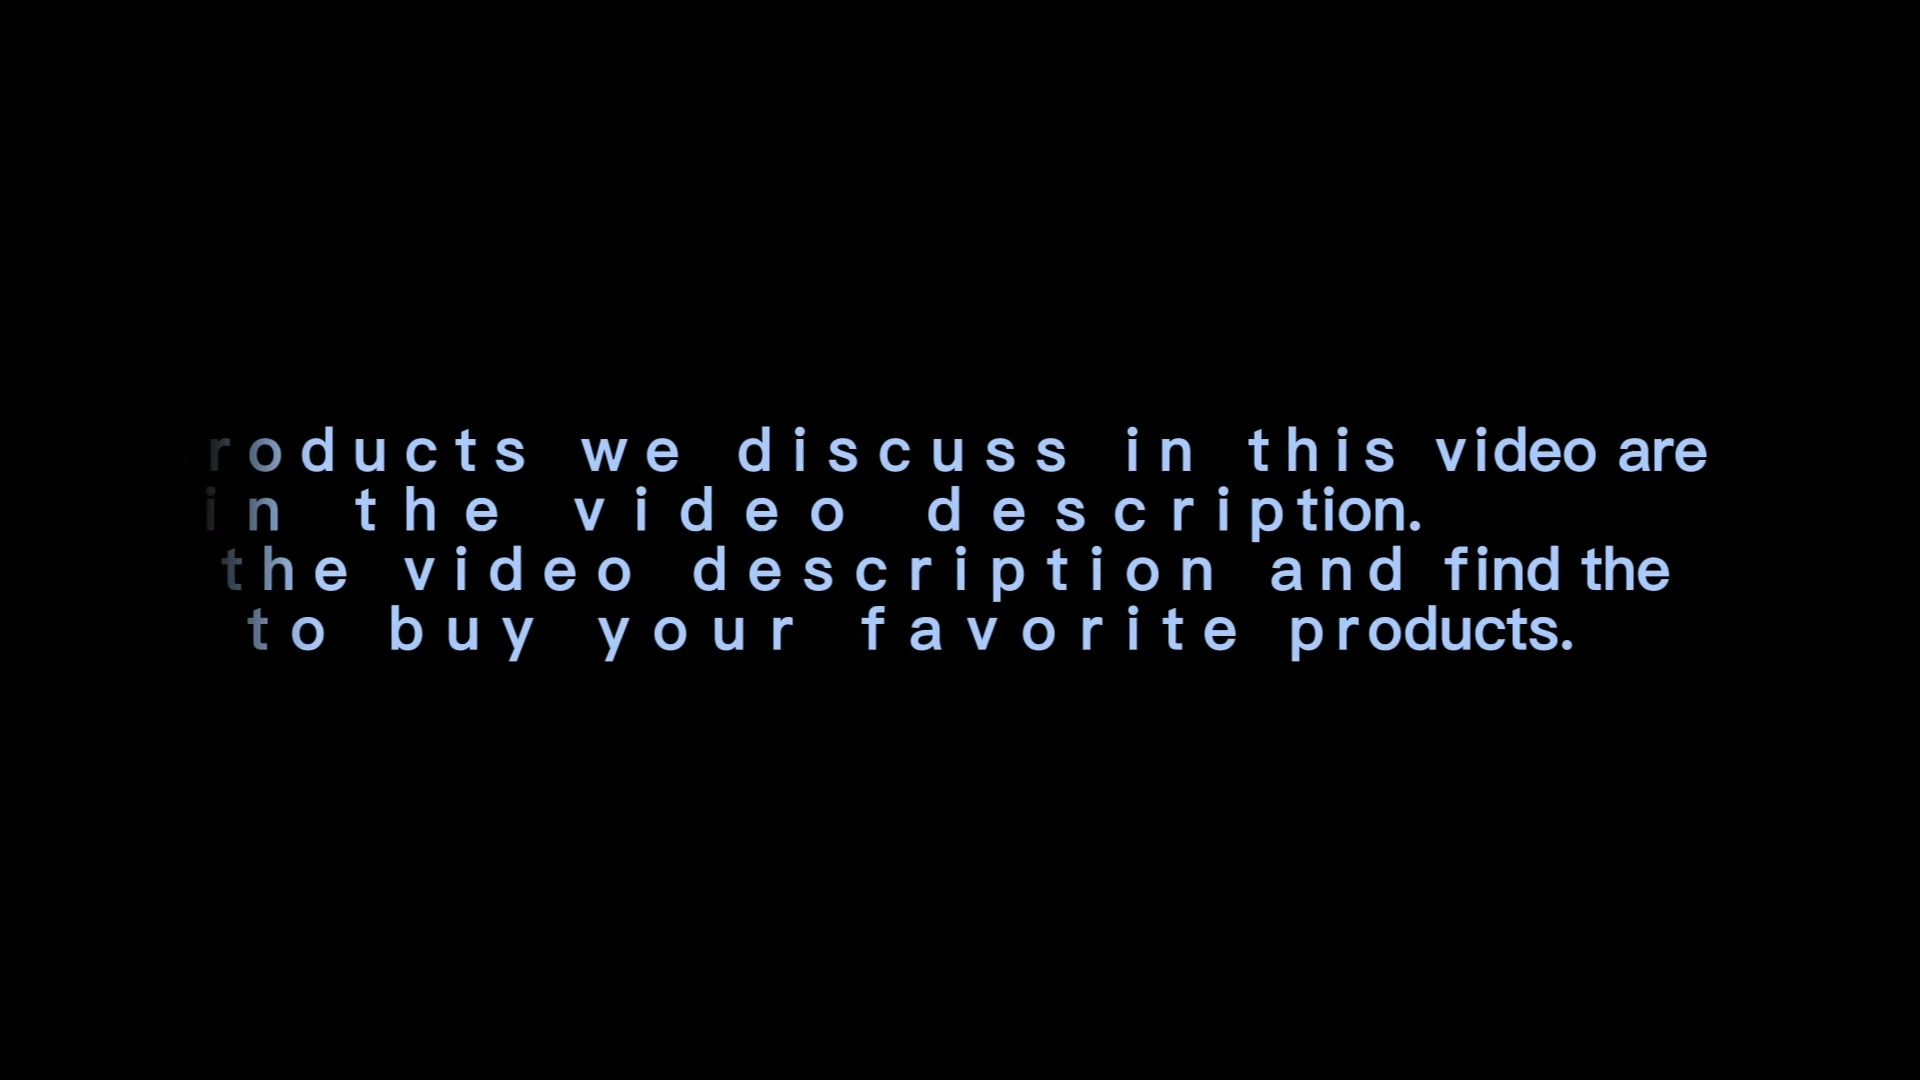 roducts we discuss in this video are
in the video description.
the video description and find the
to buy your favorite products.